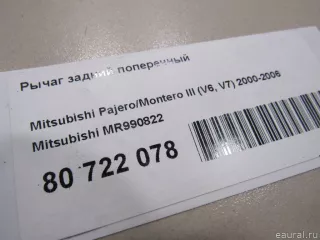 Рычаг задний поперечный
Mitsubishi Pajero/Montero III (V6, V7) 2000-2006
Mitsubishi MR990822
80 722 078
© eaural.ru